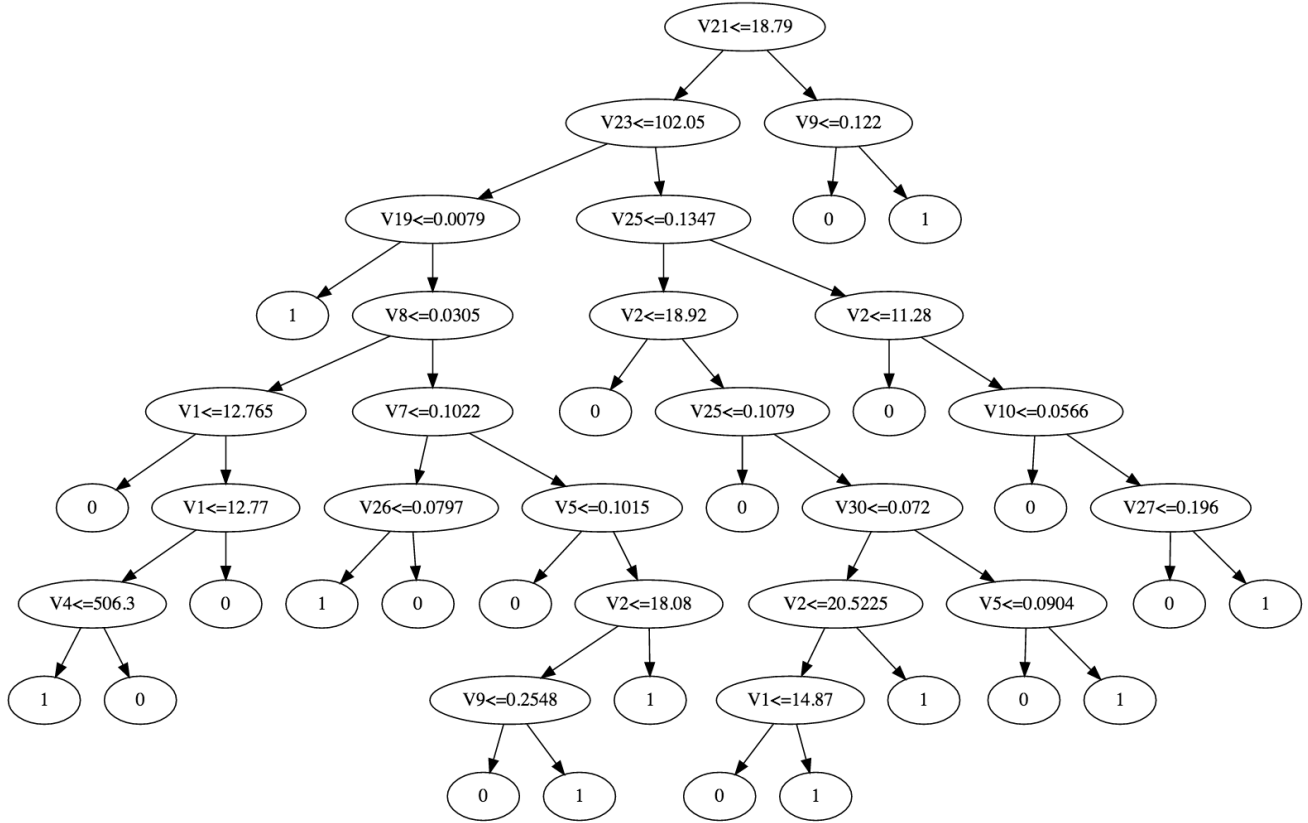 V21<=18.79
V23<=102.05 V9<=0.122
V19<=0.0079 V25<=0.1347 0 1
1 V8<=0.0305 V2<=18.92 V2<=11.28
V1<=12.765 V7<=0.1022 0 V25<=0.1079 0 V10<=0.0566
0 V1<=12.77 V26<=0.0797 V5<=0.1015 0 V30<=0.072 0 V27<=0.196
V4<=506.3 0 1 0 0 V2<=18.08 V2<=20.5225 V5<=0.0904 0 1
1 0 V9<=0.2548 1 V1<=14.87 1 0 1
0 1 0 1